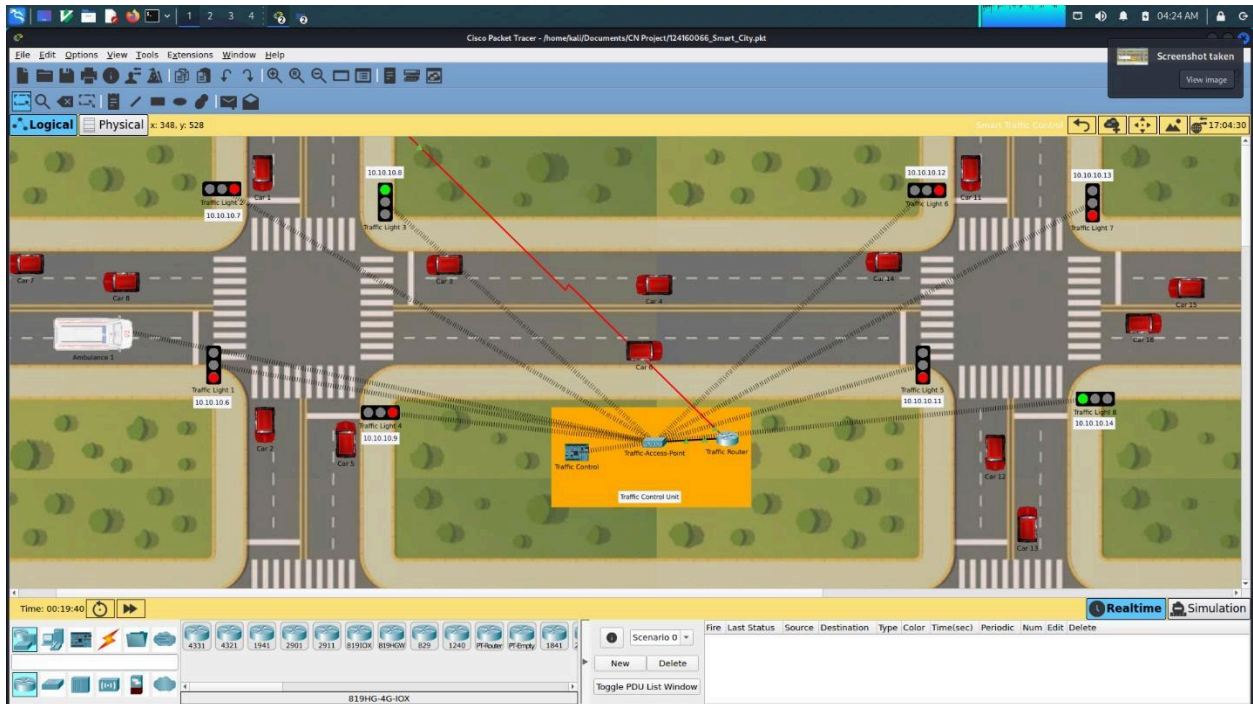 1 2 3 4
04:24 AM
Cisco Packet Tracer - /home/kali/Documents/CN Project/124160066_Smart_City.pkt
File Edit Options View Tools Extensions Window Help
Screenshot taken
View image
Logical
Physical
x: 348, y: 528
Smart Traffic Control
17:04:30
Car 1
10.10.10.8
10.10.10.12
Car 11
10.10.10.13
Traffic Light 2
10.10.10.7
Traffic Light 3
Traffic Light 6
Traffic Light 7
Car 7
Car 8
Car 3
Car 4
Car 14
Car 15
Car 16
Ambulance 1
Car 6
Traffic Light 1
10.10.10.6
Traffic Light 5
10.10.10.11
Traffic Light 4
10.10.10.9
Traffic Light 8
10.10.10.14
Car 2
Car 5
Traffic Control
Traffic-Access-Point
Traffic Router
Traffic Control Unit
Car 12
Car 13
Time: 00:19:40
Realtime
Simulation
4331 4321 1941 2901 2911 819IOX 819HGW 829 1240 PT-Router PT-Empty 1841
819HG-4G-IOX
Scenario 0
New
Delete
Toggle PDU List Window
Fire Last Status Source Destination Type Color Time(sec) Periodic Num Edit Delete